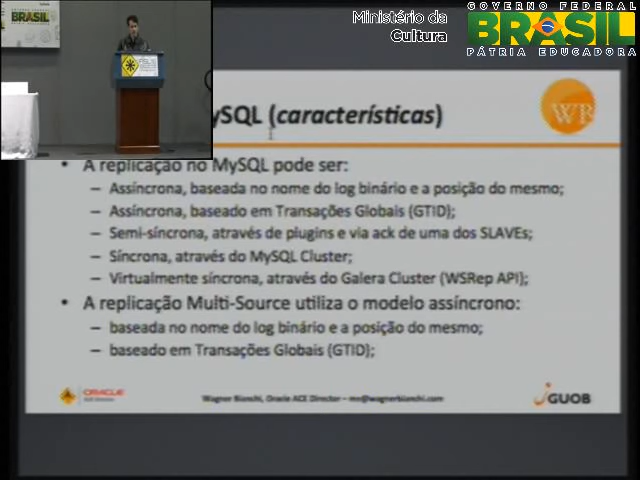 Ministério da
Cultura
GOVERNO FEDERAL
BRASIL
PÁTRIA EDUCADORA
BRASIL
ySQL (características)
WB
• A replicação no MySQL pode ser:
– Assíncrona, baseada no nome do log binário e a posição do mesmo;
– Assíncrona, baseado em Transações Globais (GTID);
– Semi-síncrona, através de plugins e via ack de uma dos SLAVEs;
– Síncrona, através do MySQL Cluster;
– Virtualmente síncrona, através do Galera Cluster (WSRep API);
• A replicação Multi-Source utiliza o modelo assíncrono:
– baseada no nome do log binário e a posição do mesmo;
– baseado em Transações Globais (GTID);
ORACLE
Wagner Bianchi, Oracle ACE Director – me@wagnerbianchi.com
GUOB